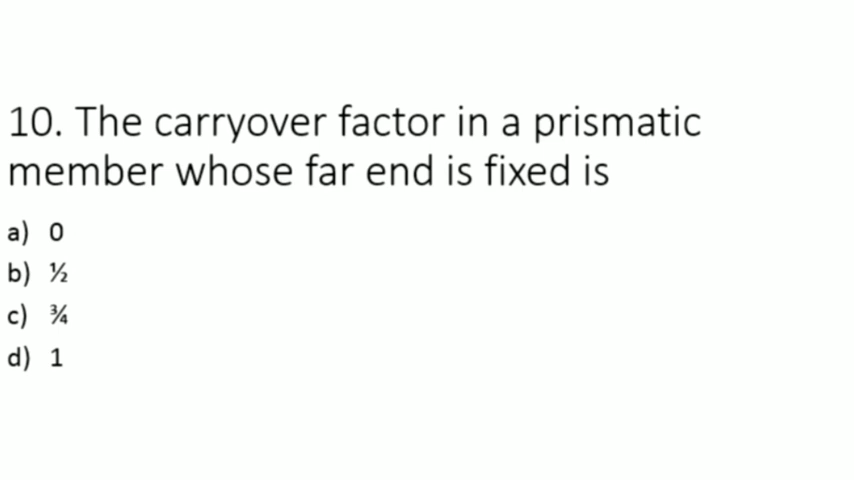 10. The carryover factor in a prismatic
member whose far end is fixed is
a) 0
b) ½
c) ¾
d) 1